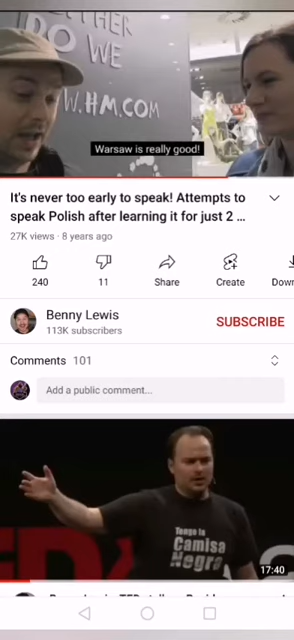 THER
DO WE
W.HM.COM
Warsaw is really good!
It's never too early to speak! Attempts to
speak Polish after learning it for just 2 ...
27K views · 8 years ago
240
11
Share
Create
Down
Benny Lewis
113K subscribers
SUBSCRIBE
Comments 101
Add a public comment...
Tengo la
Camisa
Negra
17:40